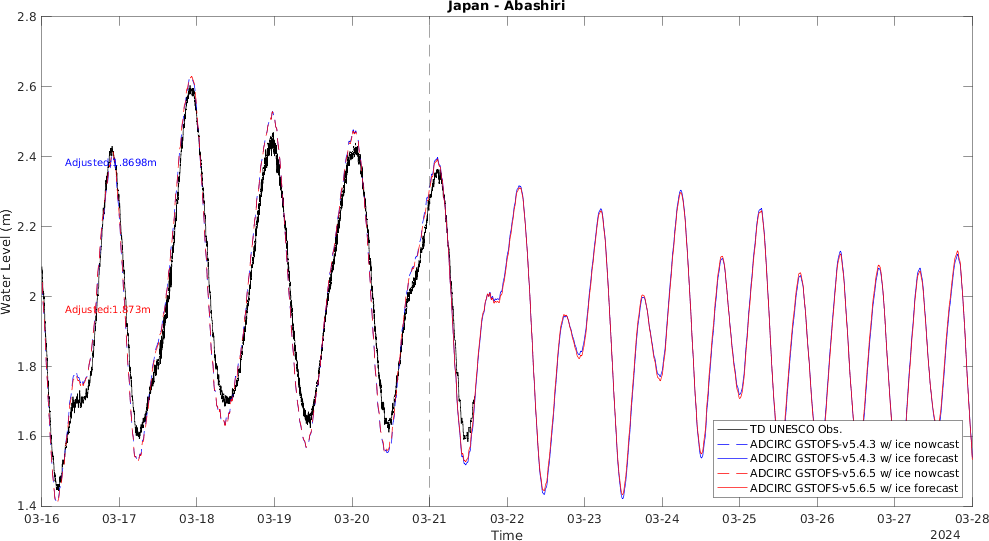 Japan - Abashiri
Water Level (m)
2.8
2.6
2.4
2.2
2
1.8
1.6
1.4
Adjusted:1.8698m
Adjusted:1.873m
TD UNESCO Obs.
ADCIRC GSTOFS-v5.4.3 w/ ice nowcast
ADCIRC GSTOFS-v5.4.3 w/ ice forecast
ADCIRC GSTOFS-v5.6.5 w/ ice nowcast
ADCIRC GSTOFS-v5.6.5 w/ ice forecast
03-16 03-17 03-18 03-19 03-20 03-21 03-22 03-23 03-24 03-25 03-26 03-27 03-28
Time
2024